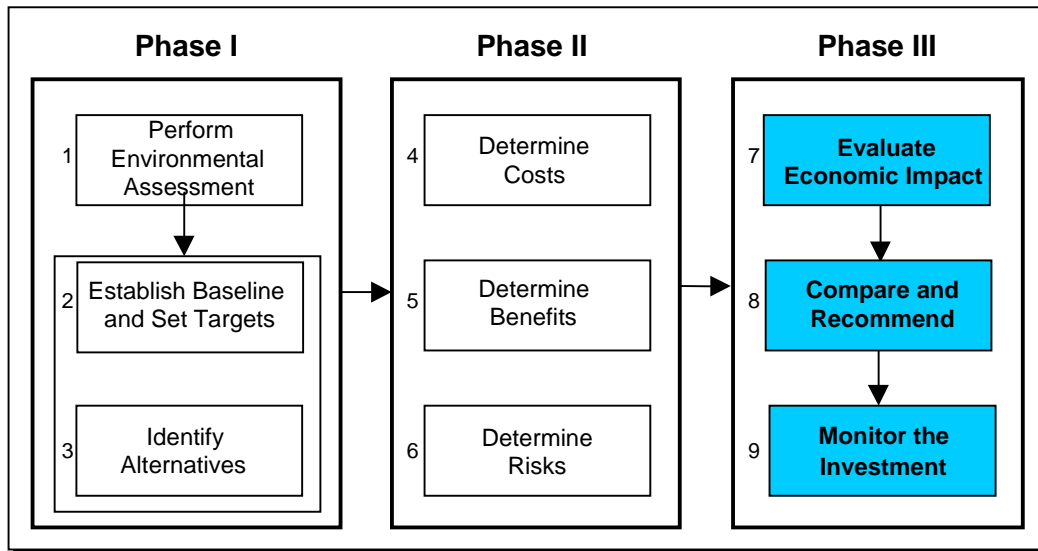 Phase I
1
Perform
Environmental
Assessment
2
Establish Baseline
and Set Targets
3
Identify
Alternatives
Phase II
4
Determine
Costs
5
Determine
Benefits
6
Determine
Risks
Phase III
7
Evaluate
Economic Impact
8
Compare and
Recommend
9
Monitor the
Investment